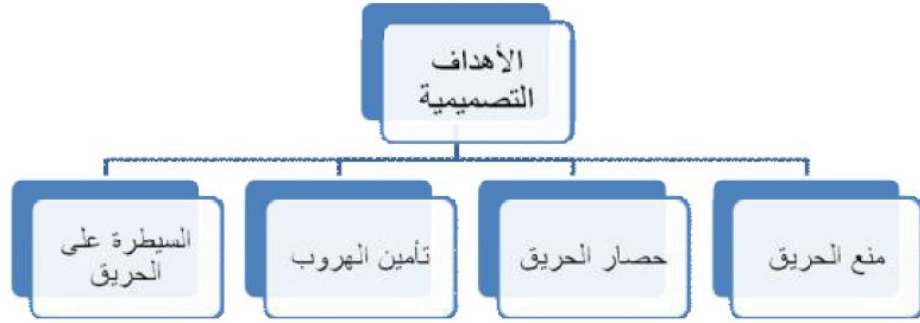 الأهداف
التصميمية
منع الحريق
حصار الحريق
تأمين الهروب
السيطرة على
الحريق